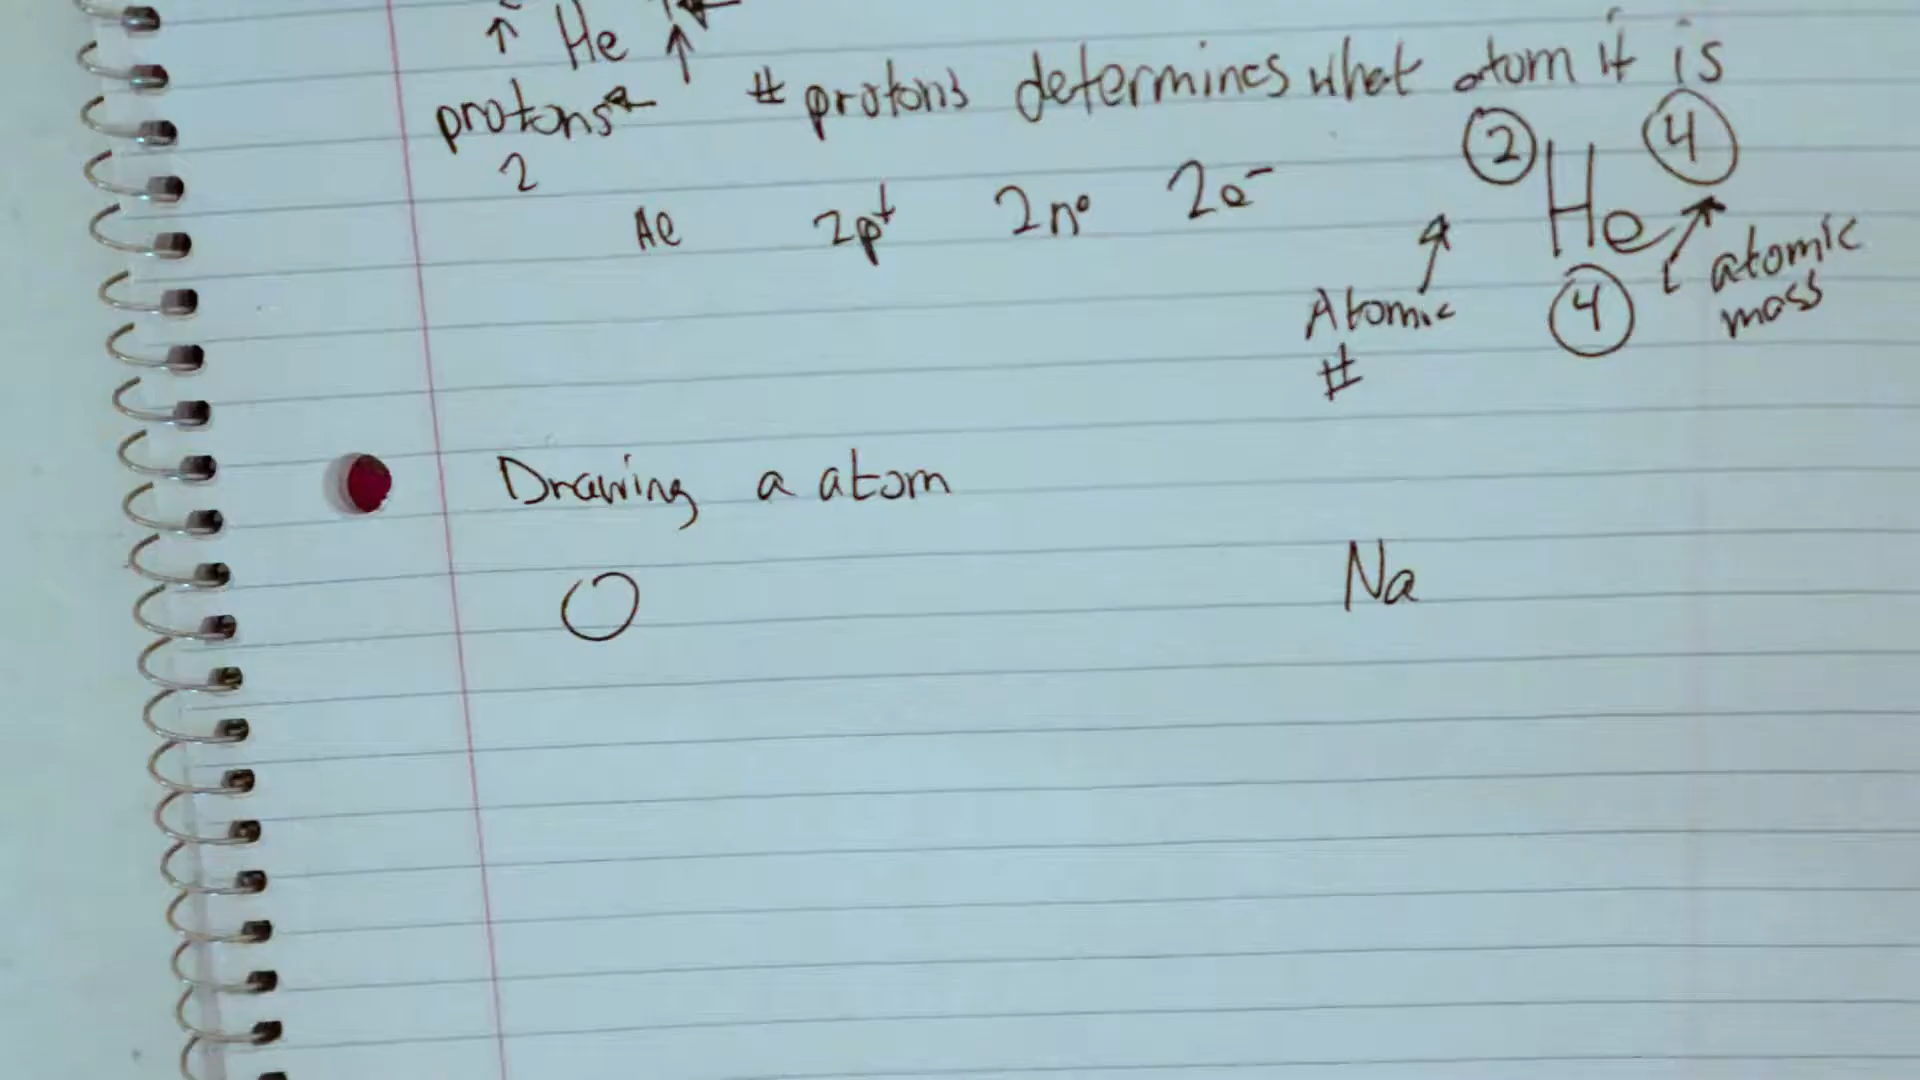 ↑ He ↑
protons # protons determines what atom it is
2
He 2p⁺ 2n° 2e⁻
2 He 4
4
Atomic
#
atomic
mass
Drawing a atom
O Na